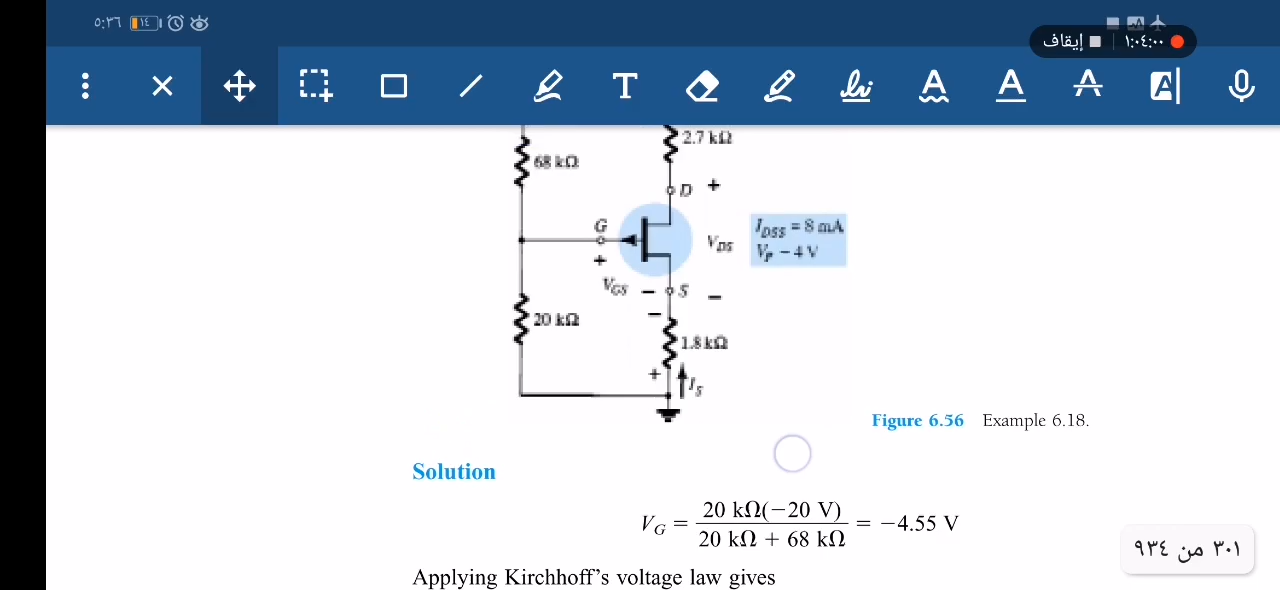 ٥:٣٦ ١٤
إيقاف ١:٠٤:٠٠
T A A A A
2.7 kΩ
68 kΩ
D +
G
+
VGS − S −
VDS
IDSS = 8 mA
VP − 4 V
−
20 kΩ
1.8 kΩ
+
IS
Figure 6.56 Example 6.18.
Solution
VG = 20 kΩ(−20 V) / 20 kΩ + 68 kΩ = −4.55 V
٣٠١ من ٩٣٤
Applying Kirchhoff’s voltage law gives